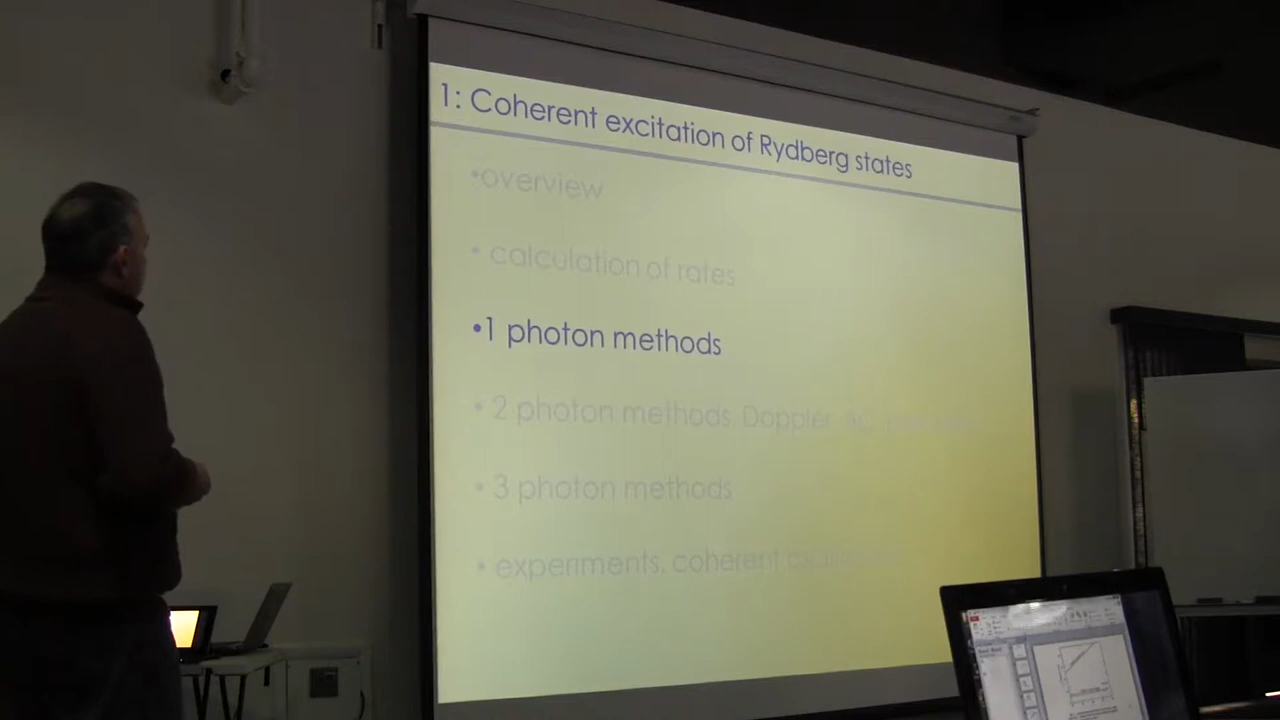 1: Coherent excitation of Rydberg states
•overview
• calculation of rates
•1 photon methods
• 2 photon methods, Doppler, AC
• 3 photon methods
• experiments, coherent